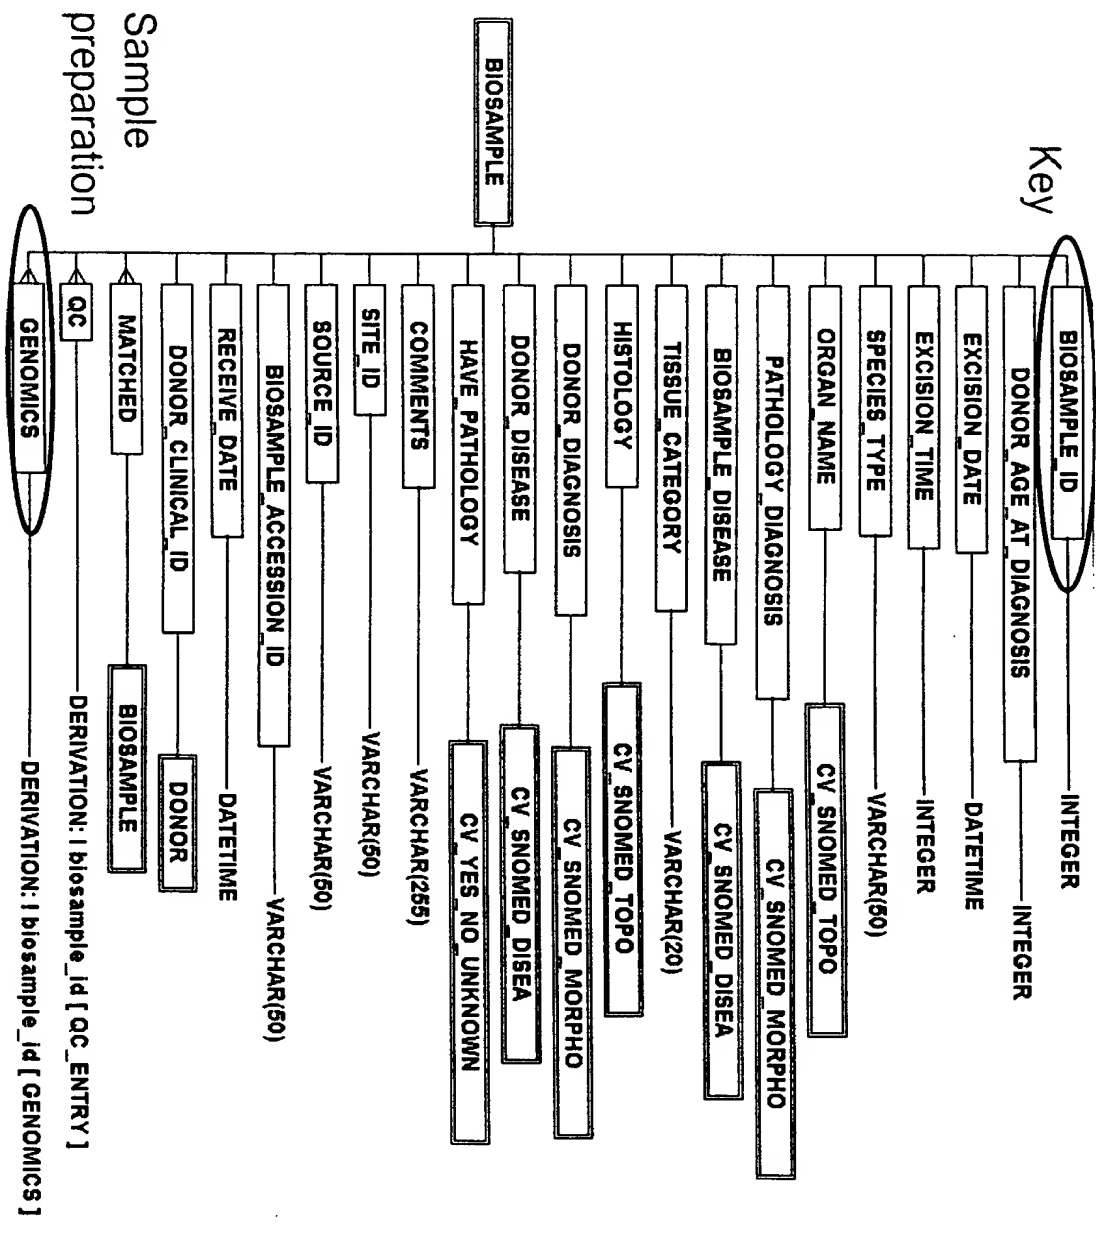 Key
BIOSAMPLE_ID INTEGER
DONOR_AGE_AT_DIAGNOSIS INTEGER
EXCISION_DATE DATETIME
EXCISION_TIME INTEGER
SPECIES_TYPE VARCHAR(50)
ORGAN_NAME CV_SNOMED_TOPO
PATHOLOGY_DIAGNOSIS CV_SNOMED_MORPHO
BIOSAMPLE_DISEASE CV_SNOMED_DISEA
TISSUE_CATEGORY VARCHAR(20)
HISTOLOGY CV_SNOMED_TOPO
DONOR_DIAGNOSIS CV_SNOMED_MORPHO
DONOR_DISEASE CV_SNOMED_DISEA
BIOSAMPLE
HAVE_PATHOLOGY CV_YES_NO_UNKNOWN
COMMENTS VARCHAR(255)
SITE_ID VARCHAR(50)
SOURCE_ID VARCHAR(50)
BIOSAMPLE_ACCESSION_ID VARCHAR(50)
RECEIVE_DATE DATETIME
DONOR_CLINICAL_ID DONOR
MATCHED BIOSAMPLE
QC DERIVATION: ! biosample_id [ QC_ENTRY ]
GENOMICS DERIVATION: ! biosample_id [ GENOMICS ]
Sample
preparation